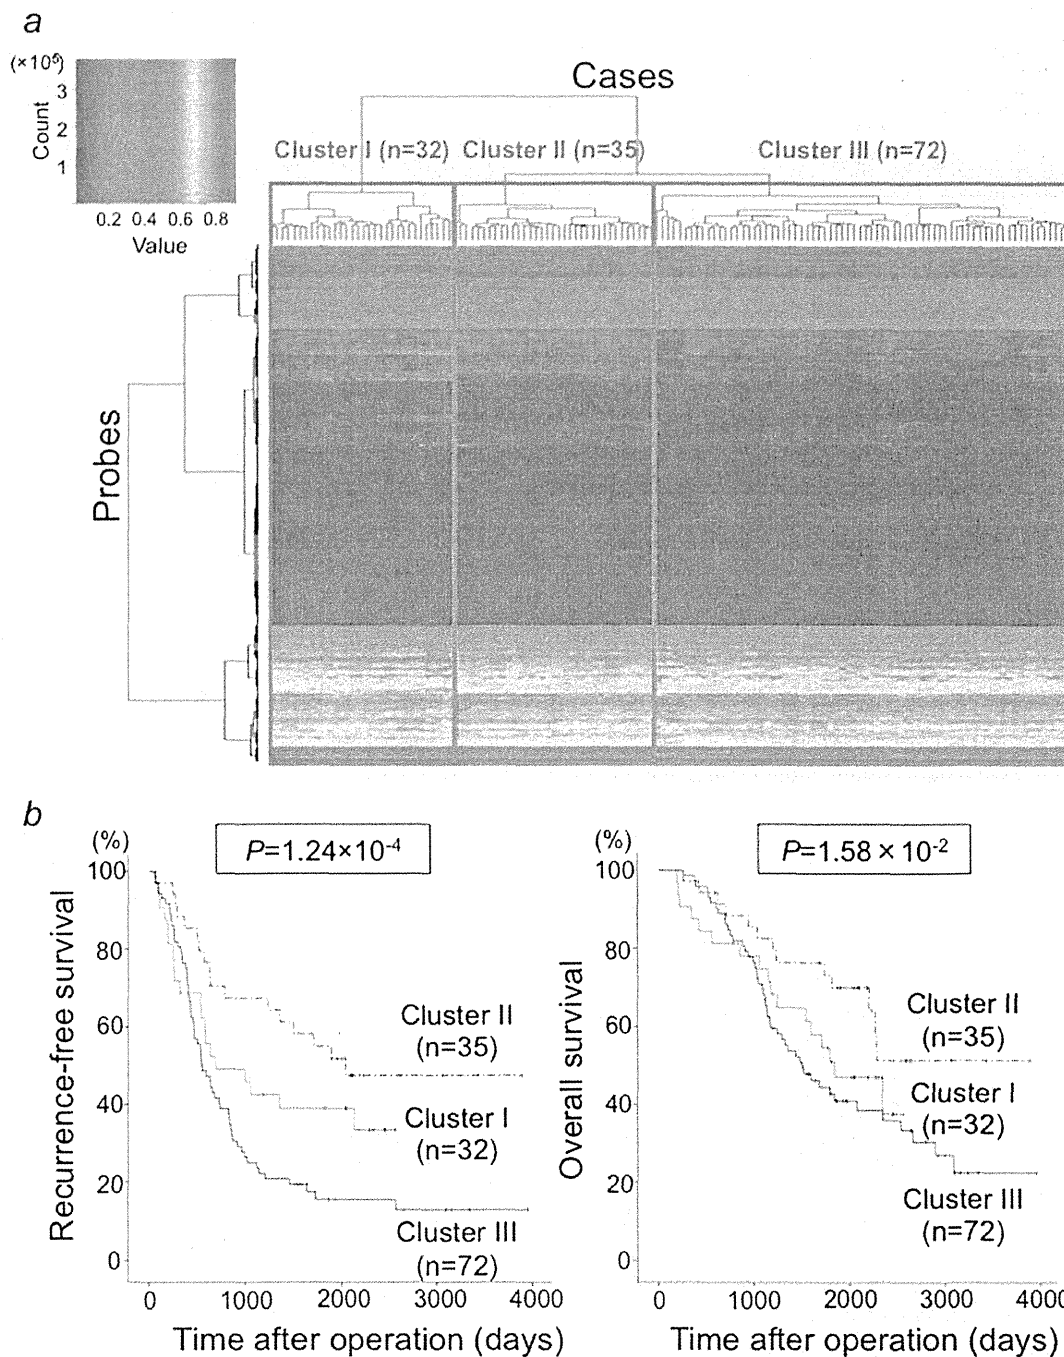 a
(×10⁶)
3
2
1
Count
0.2 0.4 0.6 0.8
Value
Cases
Cluster I (n=32) Cluster II (n=35) Cluster III (n=72)
Probes
b
(%)
P=1.24×10⁻⁴
100
80
60
40
20
0
Recurrence-free survival
Cluster II
(n=35)
Cluster I
(n=32)
Cluster III
(n=72)
0 1000 2000 3000 4000
Time after operation (days)
(%)
P=1.58×10⁻²
100
80
60
40
20
0
Overall survival
Cluster II
(n=35)
Cluster I
(n=32)
Cluster III
(n=72)
0 1000 2000 3000
Time after operation (days)